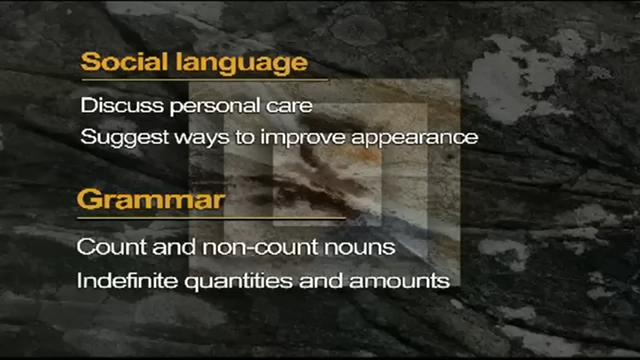 Social language
Discuss personal care
Suggest ways to improve appearance
Grammar
Count and non-count nouns
Indefinite quantities and amounts